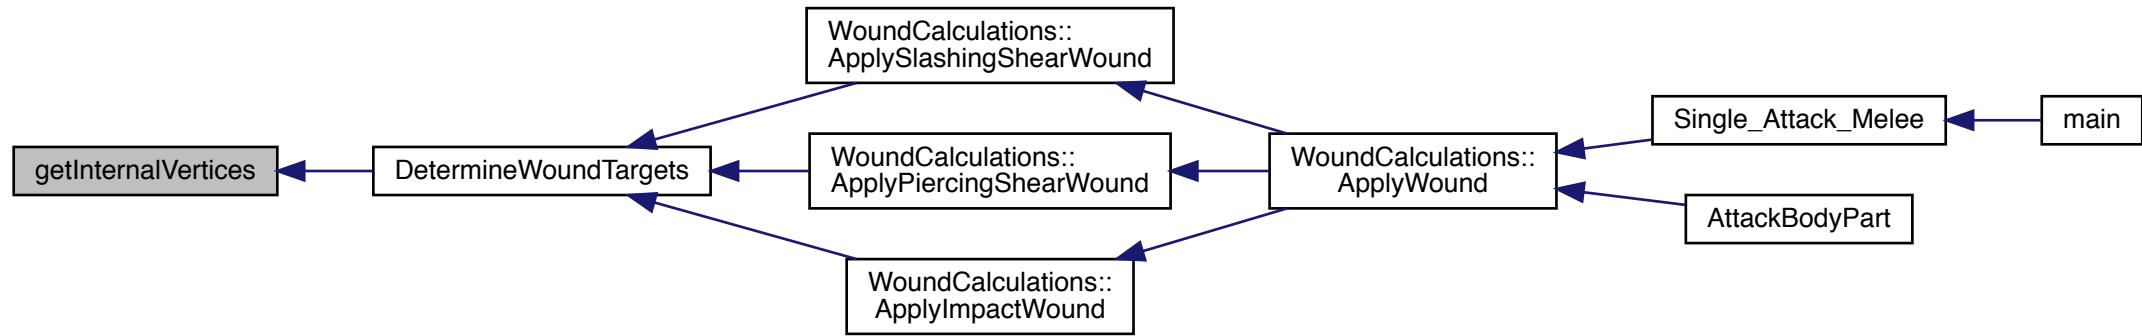 getInternalVertices
DetermineWoundTargets
WoundCalculations::
ApplySlashingShearWound
WoundCalculations::
ApplyPiercingShearWound
WoundCalculations::
ApplyImpactWound
WoundCalculations::
ApplyWound
Single_Attack_Melee
AttackBodyPart
main